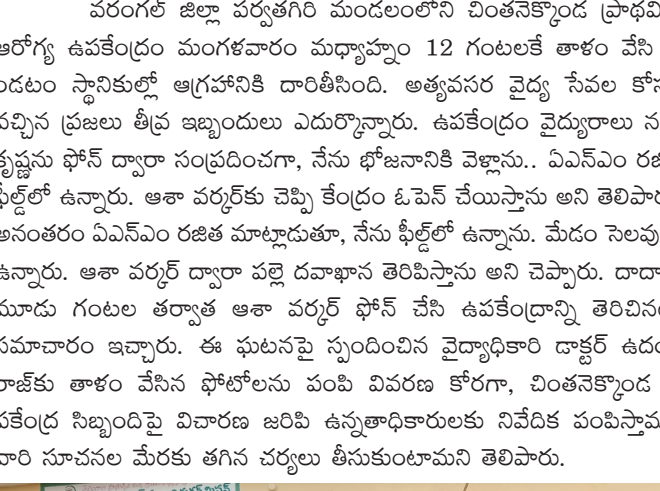 వరంగల్ జిల్లా పర్వతగిరి మండలంలోని చింతనెక్కొండ ప్రాథమి
ఆరోగ్య ఉపకేంద్రం మంగళవారం మధ్యాహ్నం 12 గంటలకే తాళం వేసి
ండటం స్థానికుల్లో ఆగ్రహానికి దారితీసింది. అత్యవసర వైద్య సేవల కోస
వచ్చిన ప్రజలు తీవ్ర ఇబ్బందులు ఎదుర్కొన్నారు. ఉపకేంద్రం వైద్యురాలు న
కృష్ణను ఫోన్ ద్వారా సంప్రదించగా, నేను భోజనానికి వెళ్లాను.. ఏఎన్ఎం రజి
ఫీల్డ్‌లో ఉన్నారు. ఆశా వర్కర్‌కు చెప్పి కేంద్రం ఓపెన్ చేయిస్తాను అని తెలిపార
అనంతరం ఏఎన్ఎం రజిత మాట్లాడుతూ, నేను ఫీల్డ్‌లో ఉన్నాను. మేడం సెలవు
ఉన్నారు. ఆశా వర్కర్ ద్వారా పల్లె దవాఖాన తెరిపిస్తాను అని చెప్పారు. దాదా
మూడు గంటల తర్వాత ఆశా వర్కర్ ఫోన్ చేసి ఉపకేంద్రాన్ని తెరిచిన
సమాచారం ఇచ్చారు. ఈ ఘటనపై స్పందించిన వైద్యాధికారి డాక్టర్ ఉదం
రాజ్‌కు తాళం వేసిన ఫోటోలను పంపి వివరణ కోరగా, చింతనెక్కొండ
పకేంద్ర సిబ్బందిపై విచారణ జరిపి ఉన్నతాధికారులకు నివేదిక పంపిస్తామ
వారి సూచనల మేరకు తగిన చర్యలు తీసుకుంటామని తెలిపారు.